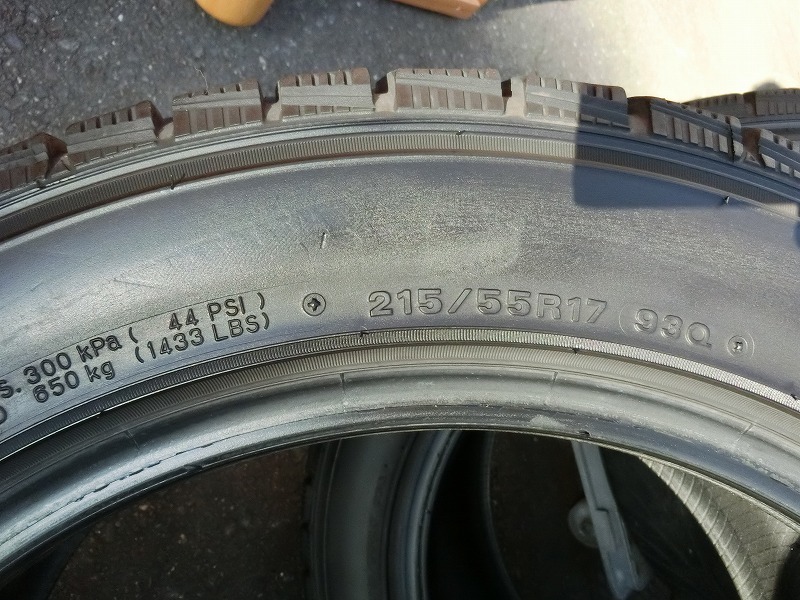 S. 300 kPa ( 44 PSI )
650 kg (1433 LBS)
215/55R17 93Q